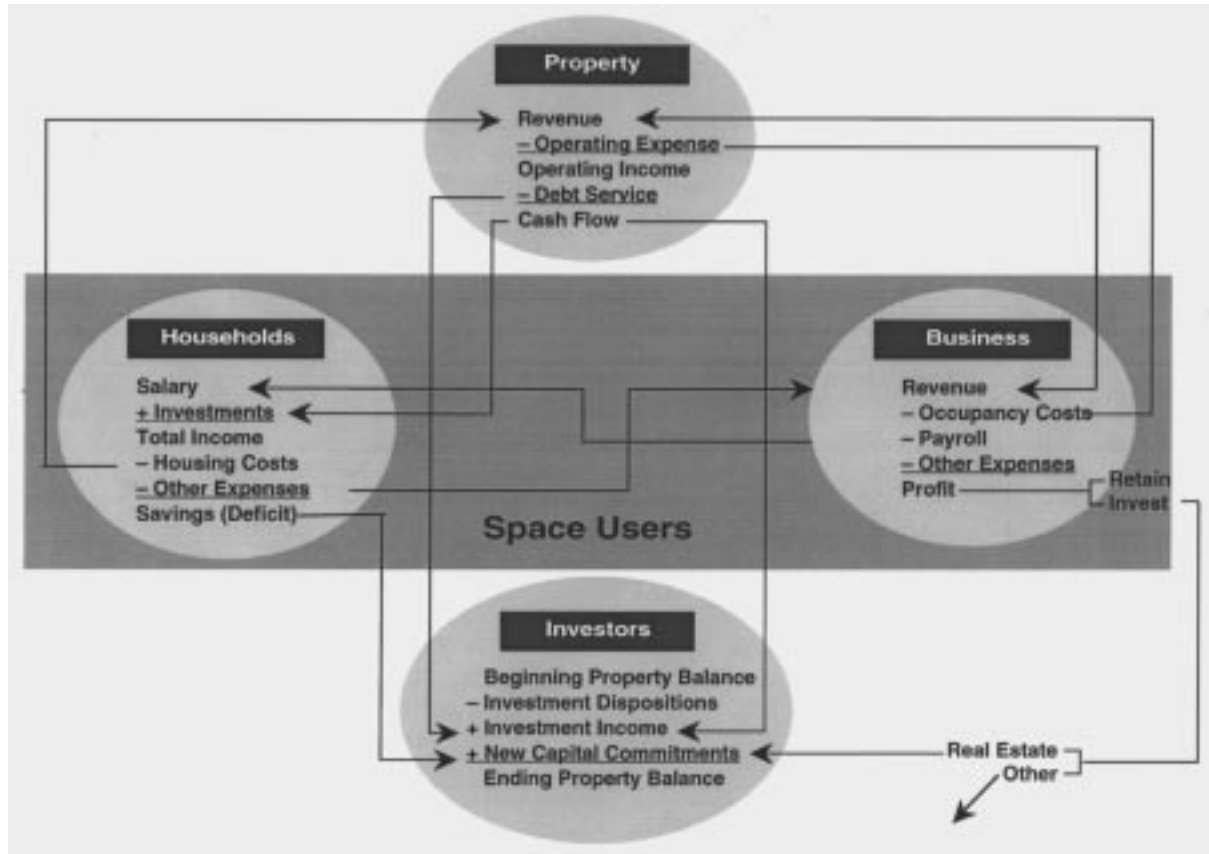 Property
Revenue
– Operating Expense
Operating Income
– Debt Service
Cash Flow
Households
Salary
+ Investments
Total Income
– Housing Costs
– Other Expenses
Savings (Deficit)
Business
Revenue
– Occupancy Costs
– Payroll
– Other Expenses
Profit
Retain
Invest
Space Users
Investors
Beginning Property Balance
– Investment Dispositions
+ Investment Income
+ New Capital Commitments
Ending Property Balance
Real Estate
Other